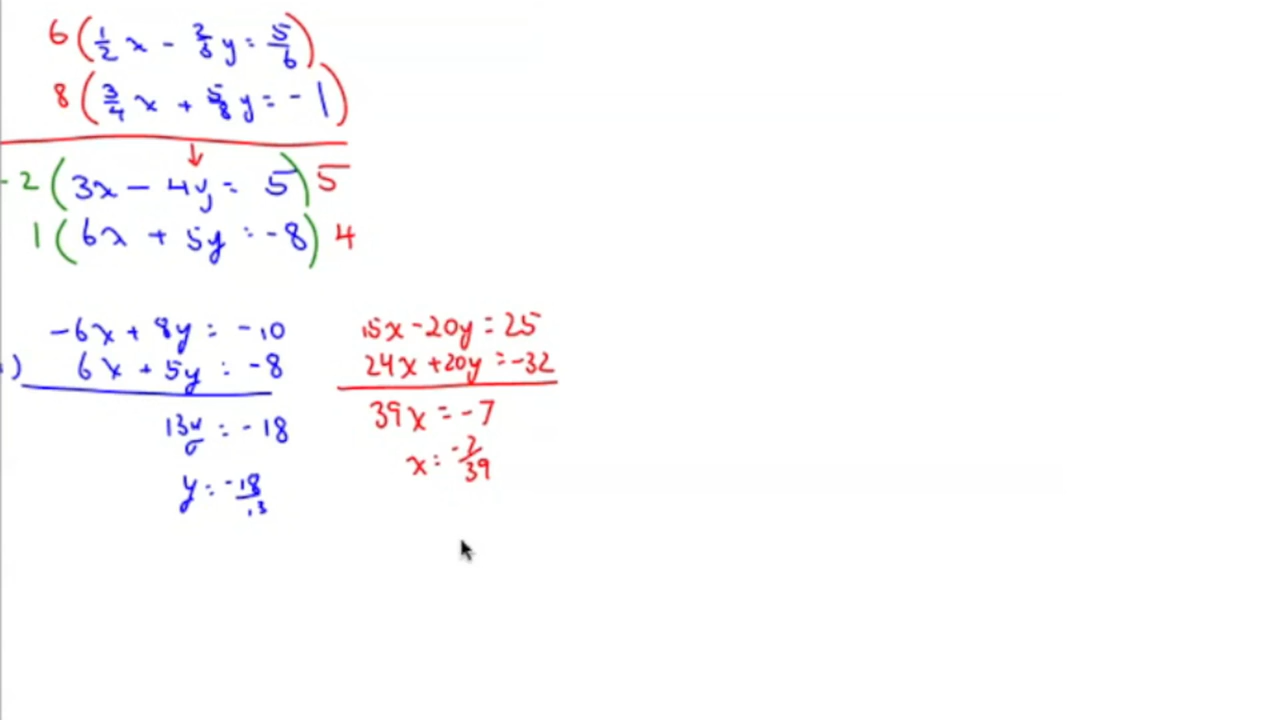 6(1/2 x - 2/3 y = 5/6)
8(3/4 x + 5/8 y = -1)
↓
-2(3x - 4y = 5)5
1(6x + 5y = -8)4
-6x + 8y = -10
) 6x + 5y = -8
13y = -18
y = -18/13
15x - 20y = 25
24x + 20y = -32
39x = -7
x = -7/39